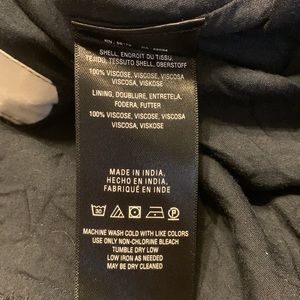 SHELL, ENDROIT DU TISSU,
TEJIDO, TESSUTO SHELL, OBERSTOFF
100% VISCOSE, VISCOSE, VISCOSA
VISCOSA, VISKOSE
LINING, DOUBLURE, ENTRETELA,
FODERA, FUTTER
100% VISCOSE, VISCOSE, VISCOSA,
VISCOSA, VISKOSE
MADE IN INDIA,
HECHO EN INDIA,
FABRIQUÉ EN INDE
P
MACHINE WASH COLD WITH LIKE COLORS
USE ONLY NON-CHLORINE BLEACH
TUMBLE DRY LOW
LOW IRON AS NEEDED
MAY BE DRY CLEANED